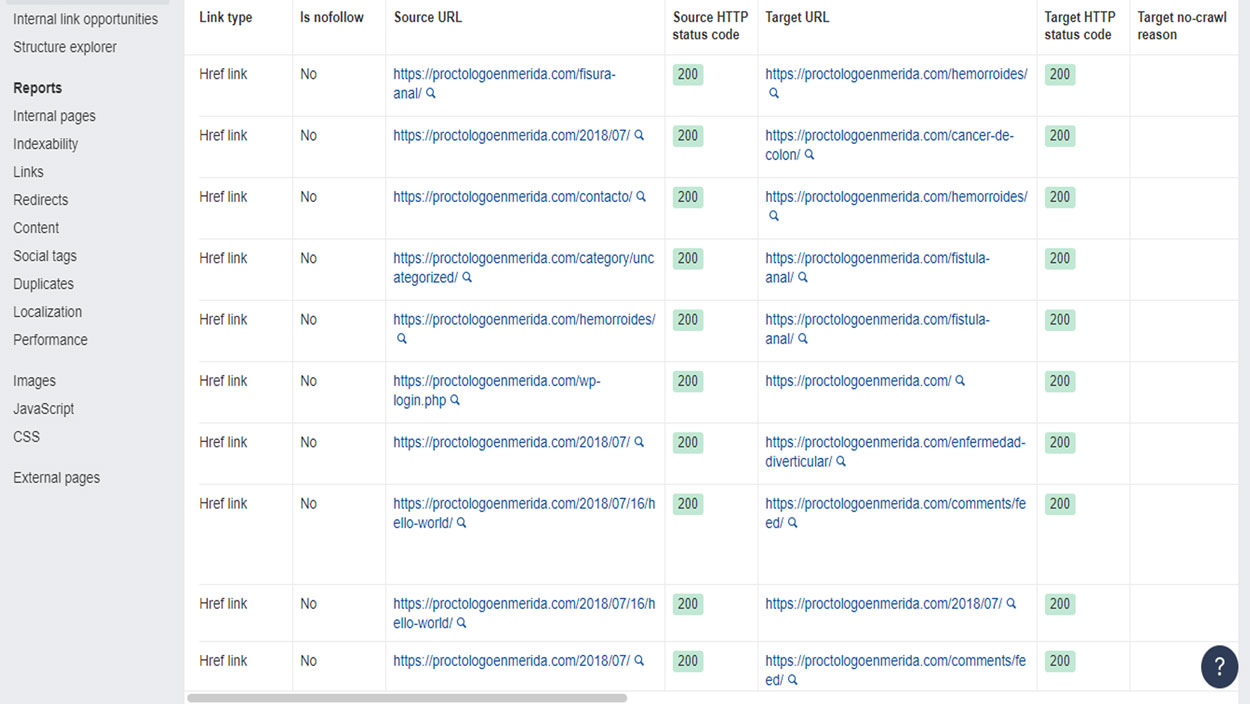 Internal link opportunities
Structure explorer
Reports
Internal pages
Indexability
Links
Redirects
Content
Social tags
Duplicates
Localization
Performance
Images
JavaScript
CSS
External pages
Link type Is nofollow Source URL Source HTTP Target URL Target HTTP Target no-crawl
status code status code reason
Href link No https://proctologoenmerida.com/fisura- 200 https://proctologoenmerida.com/hemorroides/ 200
anal/
Href link No https://proctologoenmerida.com/2018/07/ 200 https://proctologoenmerida.com/cancer-de- 200
colon/
Href link No https://proctologoenmerida.com/contacto/ 200 https://proctologoenmerida.com/hemorroides/ 200
Href link No https://proctologoenmerida.com/category/unc 200 https://proctologoenmerida.com/fistula- 200
ategorized/ anal/
Href link No https://proctologoenmerida.com/hemorroides/ 200 https://proctologoenmerida.com/fistula- 200
anal/
Href link No https://proctologoenmerida.com/wp- 200 https://proctologoenmerida.com/ 200
login.php
Href link No https://proctologoenmerida.com/2018/07/ 200 https://proctologoenmerida.com/enfermedad- 200
diverticular/
Href link No https://proctologoenmerida.com/2018/07/16/h 200 https://proctologoenmerida.com/comments/fe 200
ello-world/ ed/
Href link No https://proctologoenmerida.com/2018/07/16/h 200 https://proctologoenmerida.com/2018/07/ 200
ello-world/
Href link No https://proctologoenmerida.com/2018/07/ 200 https://proctologoenmerida.com/comments/fe 200
ed/
?